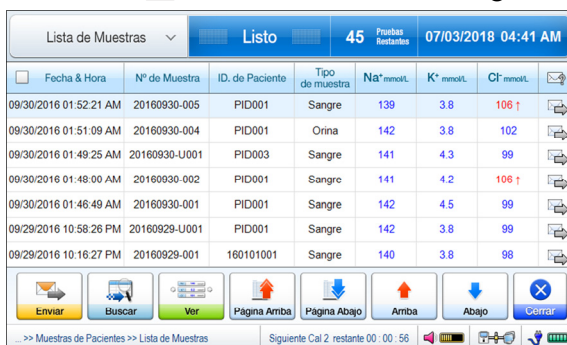 Lista de Muestras Listo 45 Pruebas Restantes 07/03/2018 04:41 AM
Fecha & Hora Nº de Muestra ID. de Paciente Tipo de muestra Na⁺ mmol/L K⁺ mmol/L Cl⁻ mmol/L
09/30/2016 01:52:21 AM 20160930-005 PID001 Sangre 139 3.8 106 ↑
09/30/2016 01:51:09 AM 20160930-004 PID001 Orina 142 3.8 102
09/30/2016 01:49:25 AM 20160930-U001 PID003 Sangre 141 4.3 99
09/30/2016 01:48:00 AM 20160930-002 PID001 Sangre 141 4.2 106 ↑
09/30/2016 01:46:49 AM 20160930-001 PID001 Sangre 142 4.5 99
09/29/2016 10:58:26 PM 20160929-U001 PID001 Sangre 142 3.8 99
09/29/2016 10:16:27 PM 20160929-001 160101001 Sangre 140 3.8 98
Enviar Buscar Ver Página Arriba Página Abajo Arriba Abajo Cerrar
... >> Muestras de Pacientes >> Lista de Muestras Siguiente Cal 2 restante 00 : 00 : 56